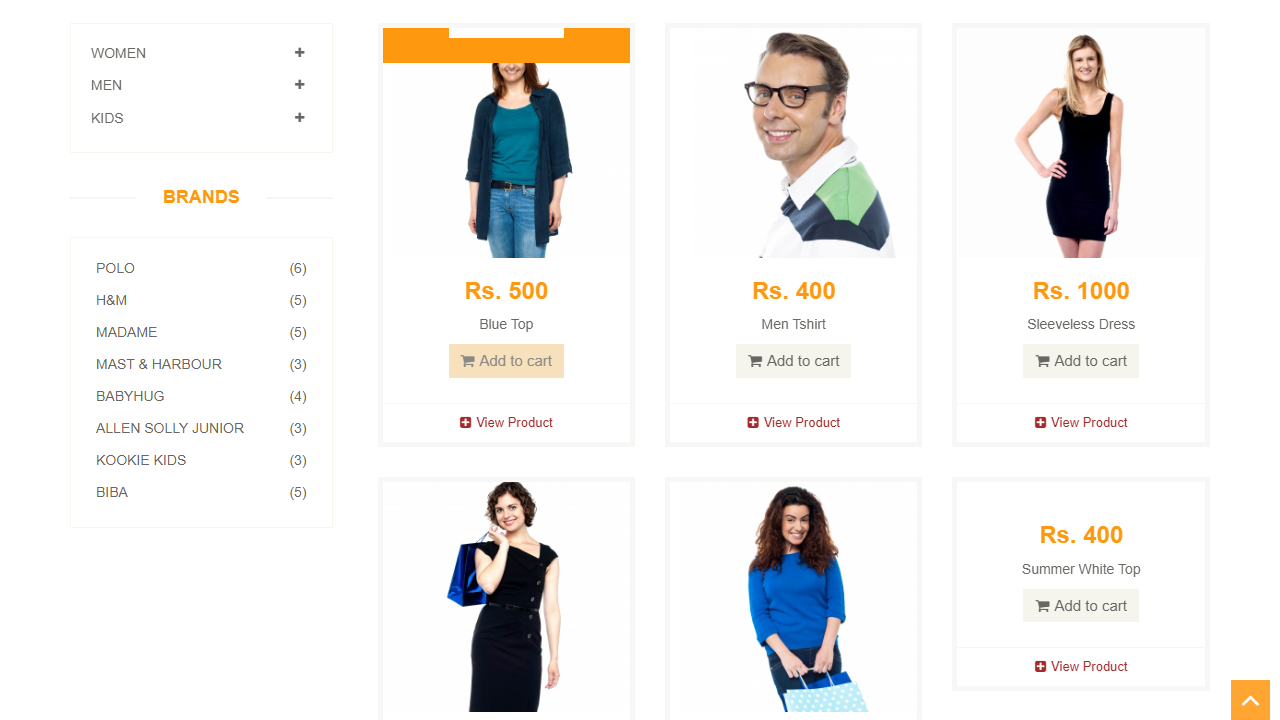 WOMEN
MEN
KIDS
BRANDS
POLO (6)
H&M (5)
MADAME (5)
MAST & HARBOUR (3)
BABYHUG (4)
ALLEN SOLLY JUNIOR (3)
KOOKIE KIDS (3)
BIBA (5)
Rs. 500
Blue Top
Add to cart
View Product
Rs. 400
Men Tshirt
Add to cart
View Product
Rs. 1000
Sleeveless Dress
Add to cart
View Product
Rs. 400
Summer White Top
Add to cart
View Product